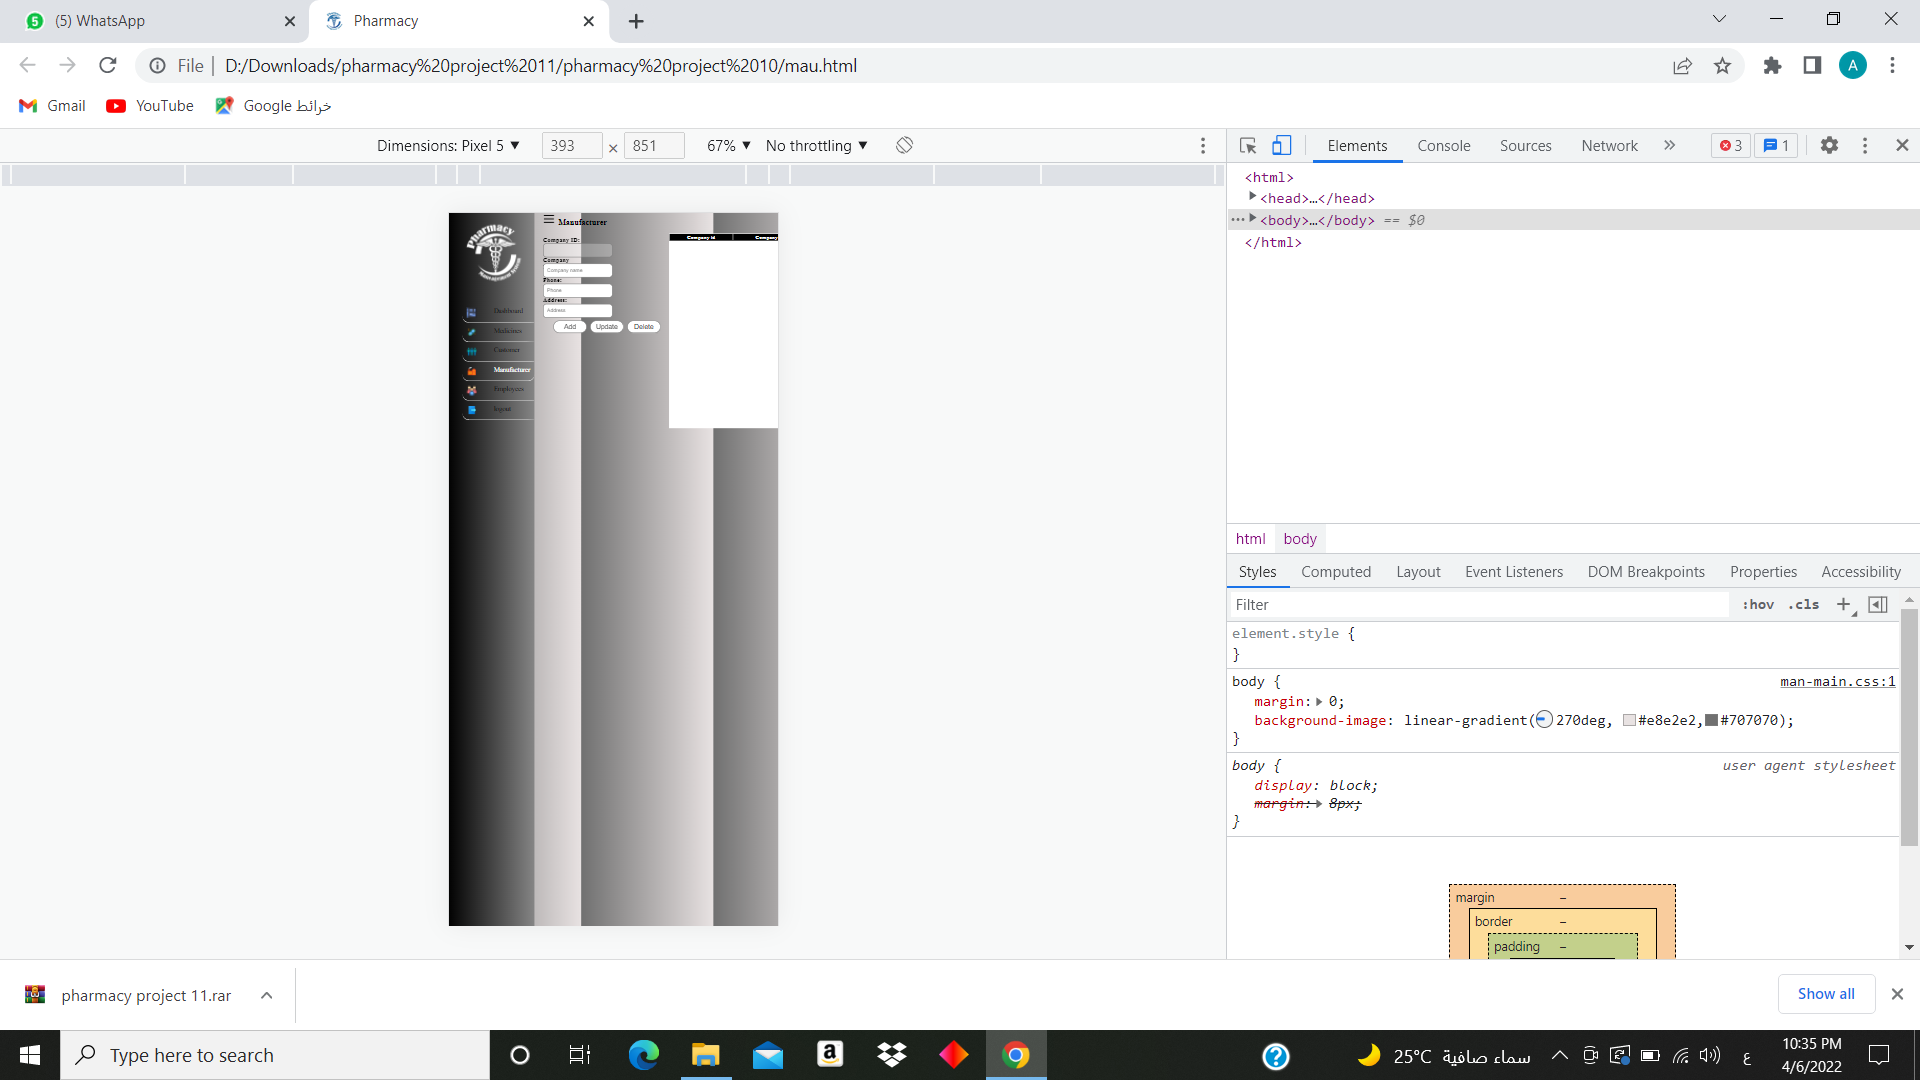 (5) WhatsApp
Pharmacy
File
D:/Downloads/pharmacy%20project%2011/pharmacy%20project%2010/mau.html
A
Gmail
YouTube
Google خرائط
Dimensions: Pixel 5 ▼
393 × 851
67% ▼
No throttling ▼
Elements
Console
Sources
Network
»
3
1
Pharmacy
Management System
Dashboard
Medicines
Customer
Manufacturer
Employees
logout
Manufacturer
Company ID:
Company
Company name
Phone:
Phone
Address:
Address
Add
Update
Delete
Company id
Company
<html>
<head>…</head>
<body>…</body> == $0
</html>
html
body
Styles
Computed
Layout
Event Listeners
DOM Breakpoints
Properties
Accessibility
Filter
:hov
.cls
element.style {
}
body {
man-main.css:1
margin: 0;
background-image: linear-gradient(270deg, #e8e2e2,#707070);
}
body {
user agent stylesheet
display: block;
margin: 8px;
}
margin –
border –
padding –
pharmacy project 11.rar
Show all
Type here to search
25°C سماء صافية
ع
10:35 PM
4/6/2022